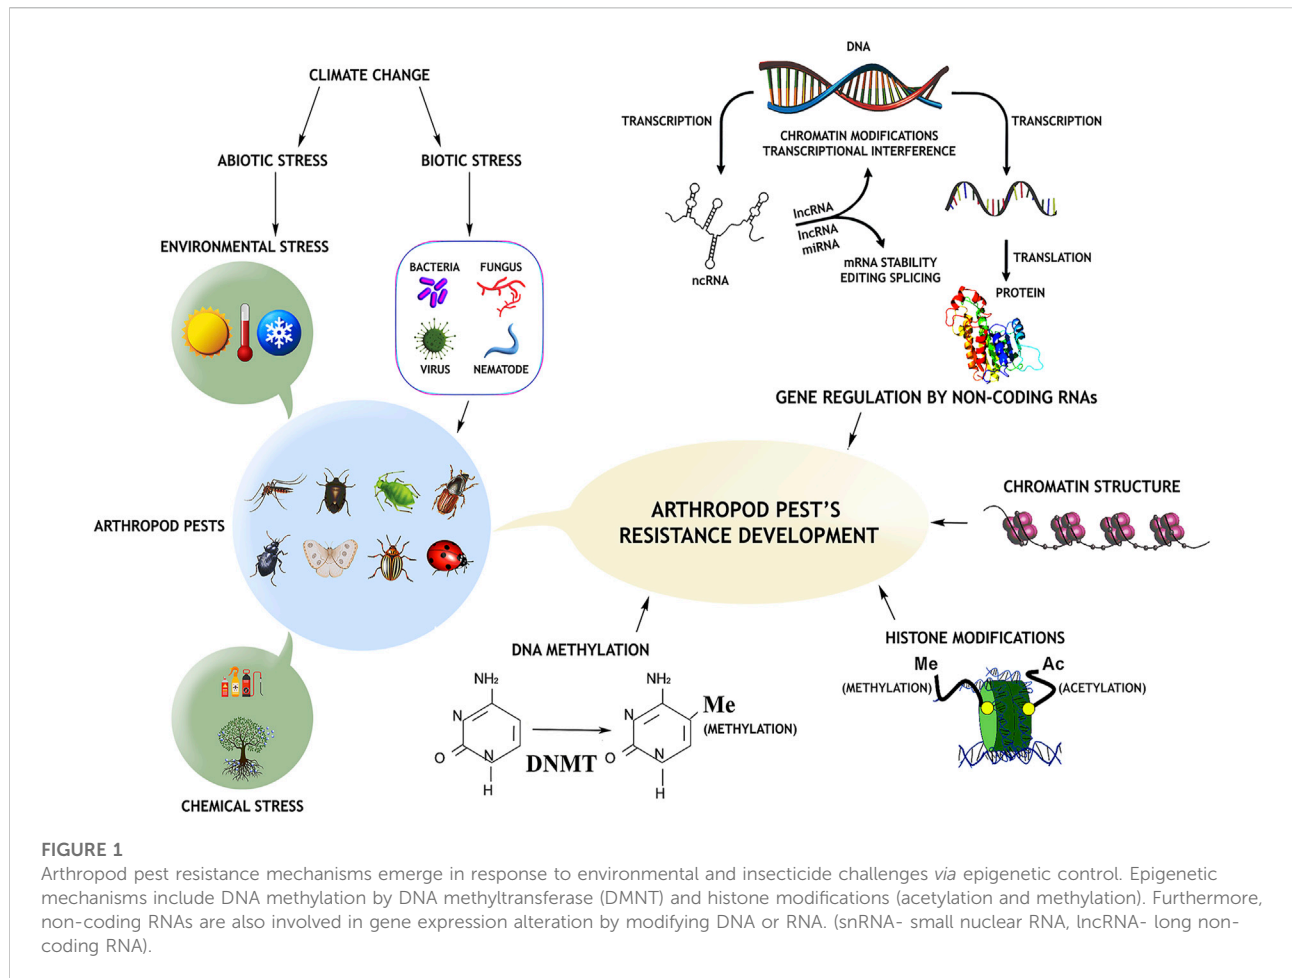 CLIMATE CHANGE
ABIOTIC STRESS
BIOTIC STRESS
ENVIRONMENTAL STRESS
BACTERIA
FUNGUS
VIRUS
NEMATODE
ARTHROPOD PESTS
CHEMICAL STRESS
DNA
TRANSCRIPTION
TRANSCRIPTION
CHROMATIN MODIFICATIONS
TRANSCRIPTIONAL INTERFERENCE
lncRNA
lncRNA
miRNA
ncRNA
mRNA STABILITY
EDITING SPLICING
TRANSLATION
PROTEIN
GENE REGULATION BY NON-CODING RNAs
ARTHROPOD PEST'S
RESISTANCE DEVELOPMENT
CHROMATIN STRUCTURE
HISTONE MODIFICATIONS
Me
(METHYLATION)
Ac
(ACETYLATION)
DNA METHYLATION
NH₂
N
O
N
H
DNMT
NH₂
N
O
N
H
Me
(METHYLATION)
FIGURE 1
Arthropod pest resistance mechanisms emerge in response to environmental and insecticide challenges via epigenetic control. Epigenetic
mechanisms include DNA methylation by DNA methyltransferase (DMNT) and histone modifications (acetylation and methylation). Furthermore,
non-coding RNAs are also involved in gene expression alteration by modifying DNA or RNA. (snRNA- small nuclear RNA, lncRNA- long non-
coding RNA).